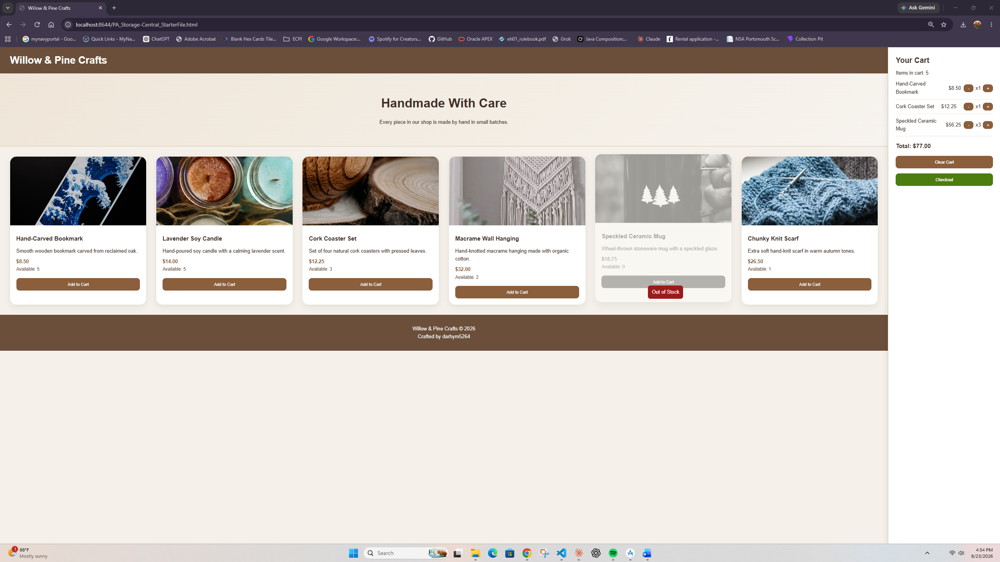 Willow & Pine Crafts
Ask Gemini
localhost:8644/PA_Storage-Central_StarterFile.html
mynavyportal - Goo...
Quick Links - MyNa...
ChatGPT
Adobe Acrobat
Blank Hex Cards Tile...
ECPI
Google Workspace:...
Spotify for Creators...
GitHub
Oracle APEX
eh01_rulebook.pdf
Grok
Java Composition:...
Claude
Rental application -...
NSA Portsmouth Sc...
Collection Pit
Willow & Pine Crafts
Handmade With Care
Every piece in our shop is made by hand in small batches.
Hand-Carved Bookmark
Smooth wooden bookmark carved from reclaimed oak.
$8.50
Available: 5
Add to Cart
Lavender Soy Candle
Hand-poured soy candle with a calming lavender scent.
$14.00
Available: 5
Add to Cart
Cork Coaster Set
Set of four natural cork coasters with pressed leaves.
$12.25
Available: 3
Add to Cart
Macrame Wall Hanging
Hand-knotted macrame hanging made with organic
cotton.
$32.00
Available: 2
Add to Cart
Speckled Ceramic Mug
Wheel-thrown stoneware mug with a speckled glaze.
$18.75
Available: 0
Add to Cart
Out of Stock
Chunky Knit Scarf
Extra soft hand-knit scarf in warm autumn tones.
$26.50
Available: 1
Add to Cart
Willow & Pine Crafts © 2026
Crafted by darhym5264
Your Cart
Items in cart: 5
Hand-Carved
Bookmark
$8.50 - x1 +
Cork Coaster Set $12.25 - x1 +
Speckled Ceramic
Mug
$56.25 - x3 +
Total: $77.00
Clear Cart
Checkout
1
88°F
Mostly sunny
Search
4:54 PM
8/23/2026